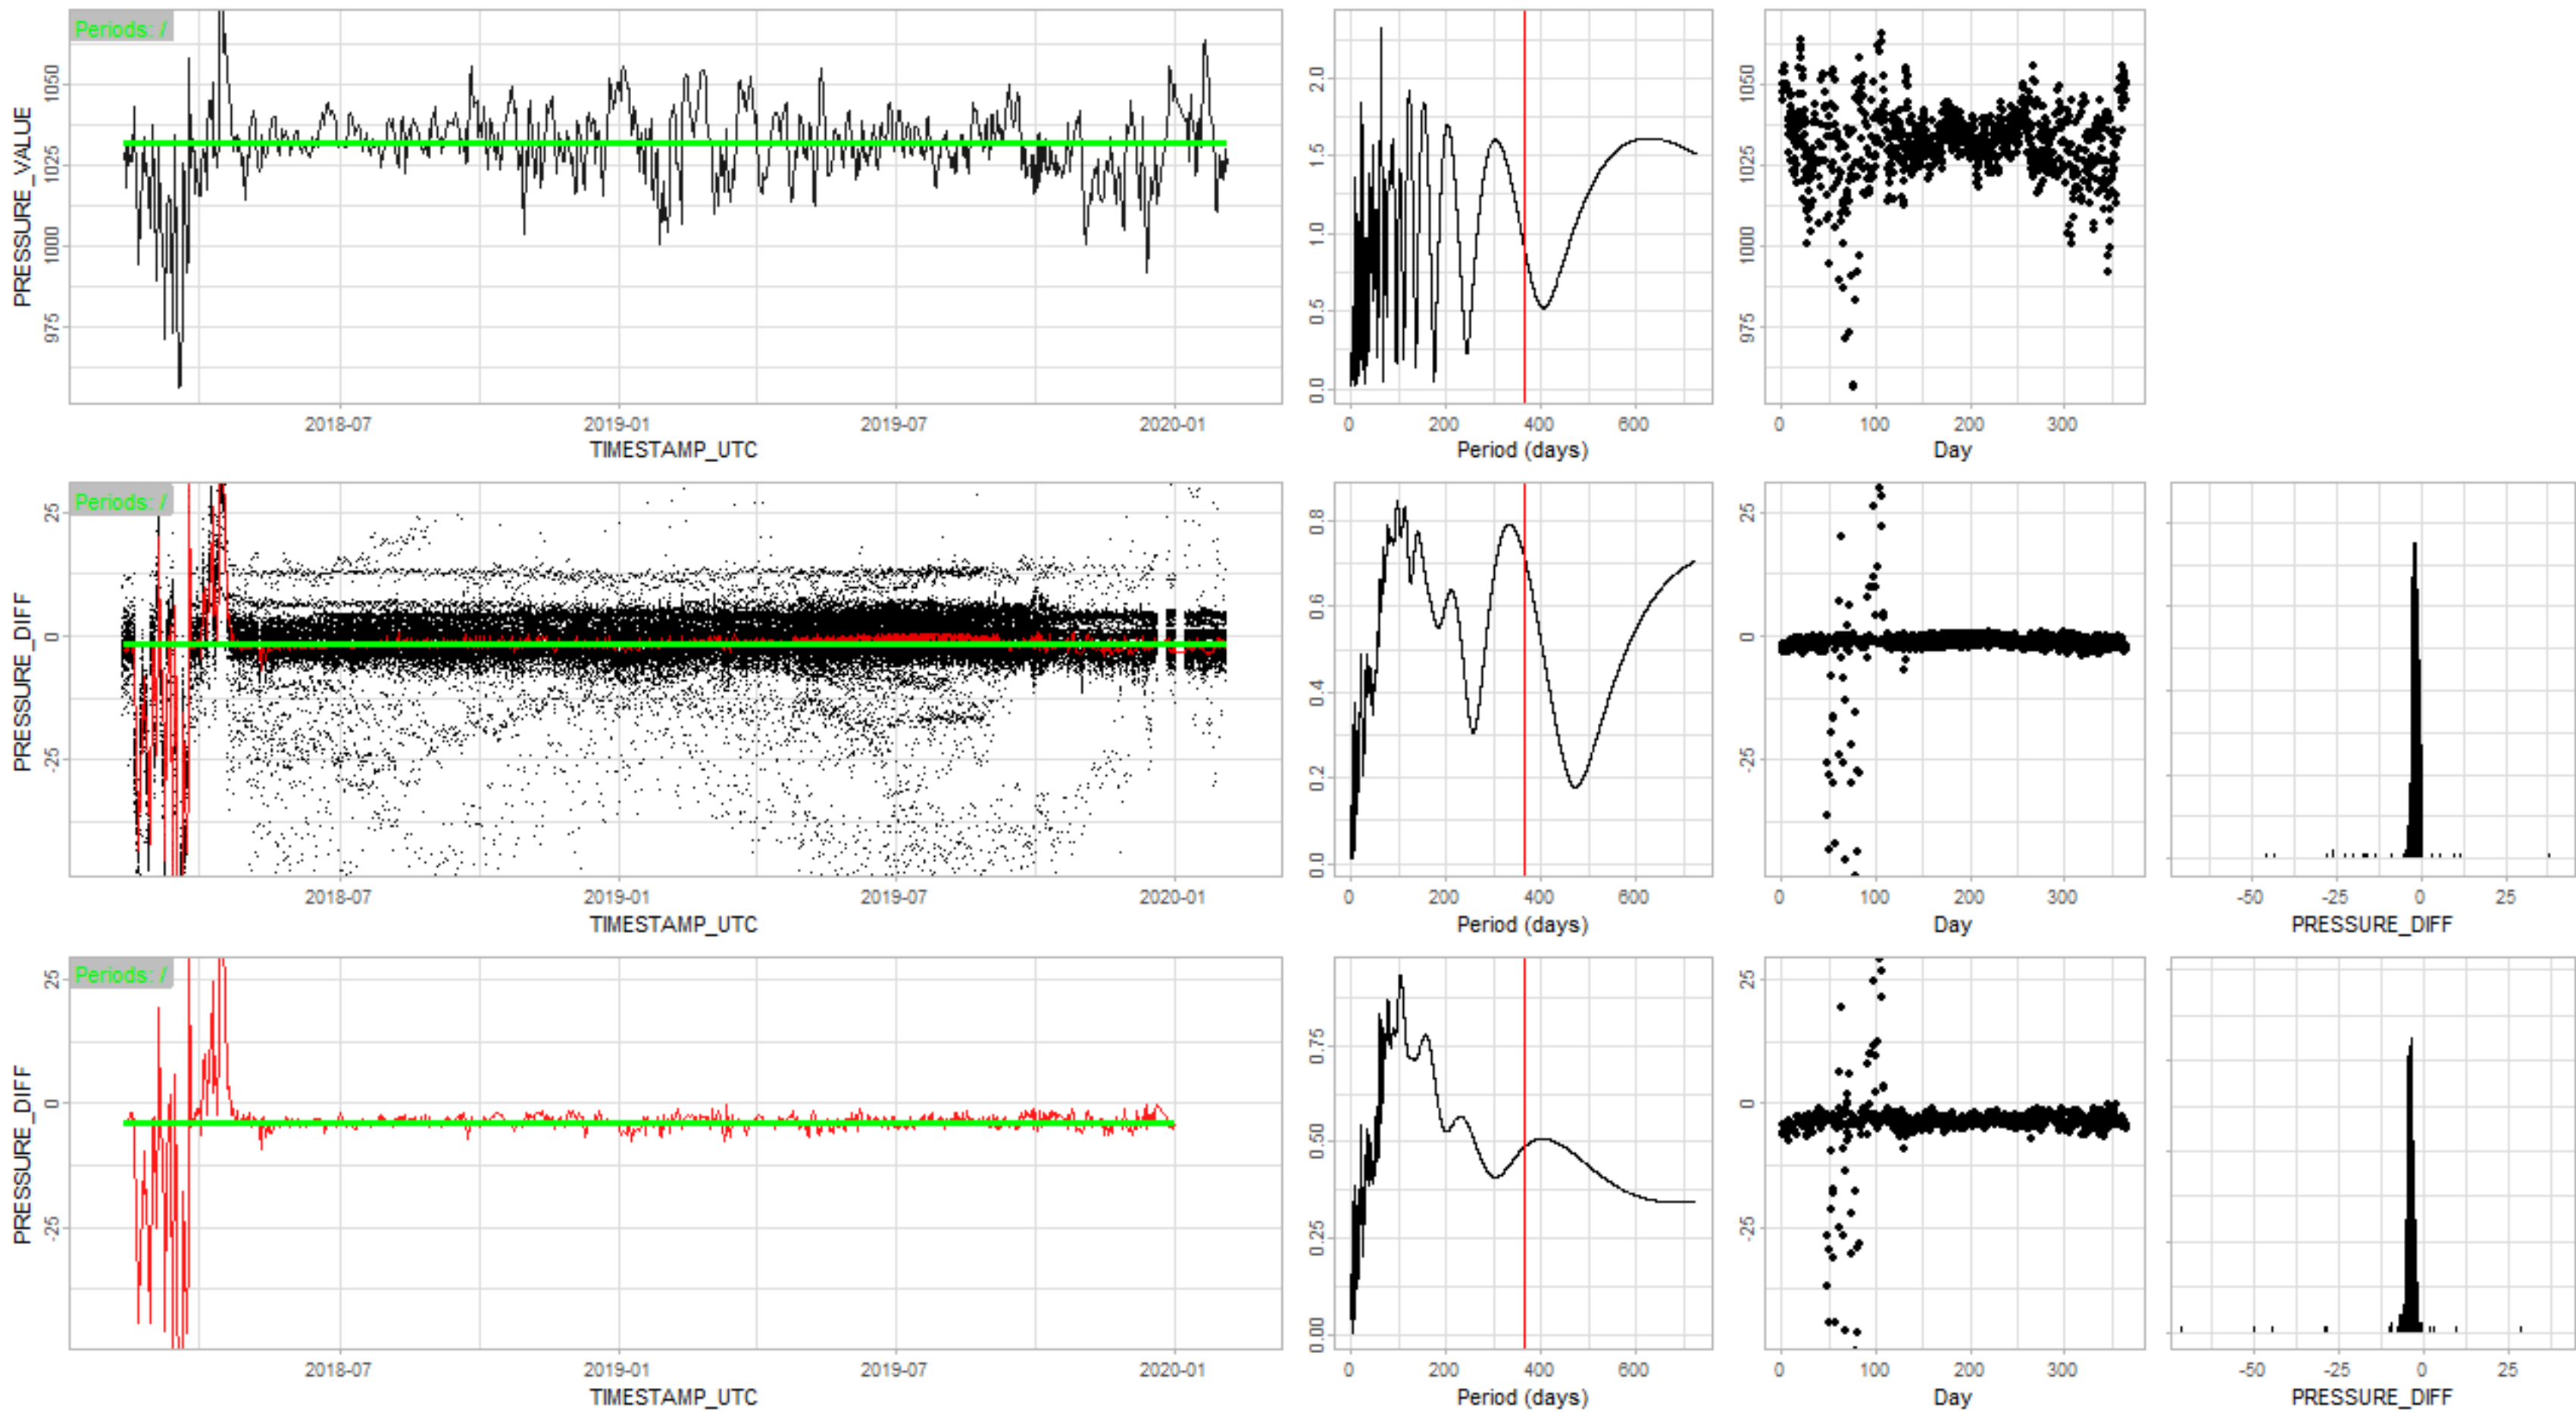 Periods: /
PRESSURE_VALUE
1050
1025
1000
975
2018-07 2019-01 2019-07 2020-01
TIMESTAMP_UTC
2.0
1.5
1.0
0.5
0.0
0 200 400 600
Period (days)
1050
1025
1000
975
0 100 200 300
Day
Periods: /
PRESSURE_DIFF
25
0
-25
2018-07 2019-01 2019-07 2020-01
TIMESTAMP_UTC
0.8
0.6
0.4
0.2
0.0
0 200 400 600
Period (days)
25
0
-25
0 100 200 300
Day
-50 -25 0 25
PRESSURE_DIFF
Periods: /
PRESSURE_DIFF
25
0
-25
2018-07 2019-01 2019-07 2020-01
TIMESTAMP_UTC
0.75
0.50
0.25
0.00
0 200 400 600
Period (days)
25
0
-25
0 100 200 300
Day
-50 -25 0 25
PRESSURE_DIFF